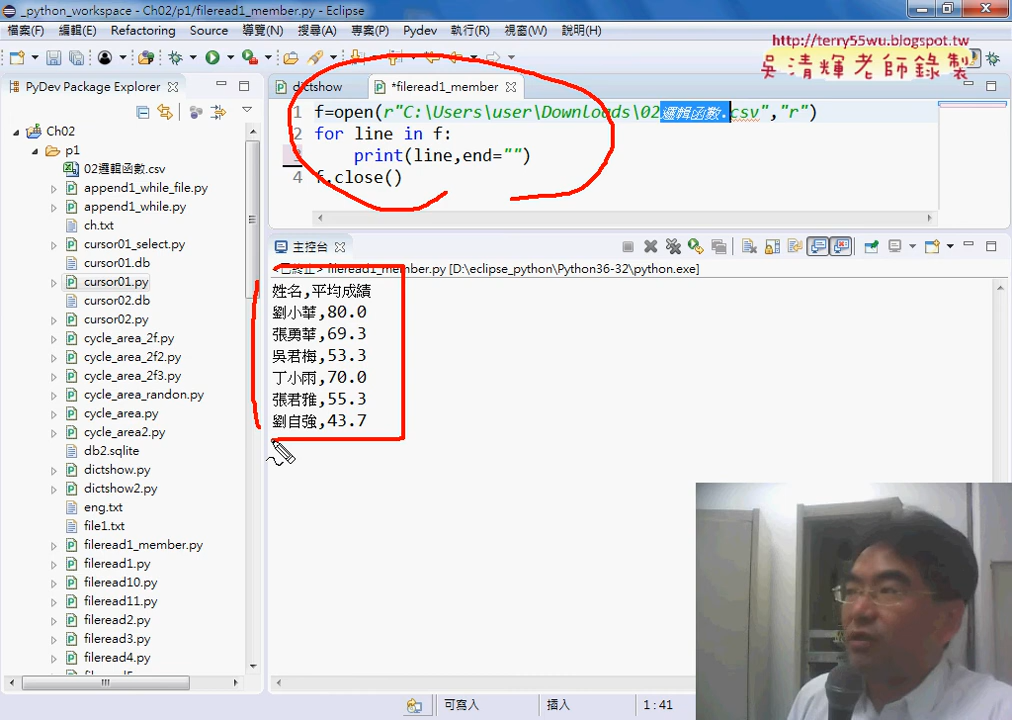 _python_workspace - Ch02/p1/fileread1_member.py - Eclipse
檔案(F) 編輯(E) Refactoring Source 導覽(N) 搜尋(A) 專案(P) Pydev 執行(R) 視窗(W) 說明(H)
http://terry55wu.blogspot.tw
吳清輝老師錄製
PyDev Package Explorer
Ch02
p1
02邏輯函數.csv
append1_while_file.py
append1_while.py
ch.txt
cursor01_select.py
cursor01.db
cursor01.py
cursor02.db
cursor02.py
cycle_area_2f.py
cycle_area_2f2.py
cycle_area_2f3.py
cycle_area_randon.py
cycle_area.py
cycle_area2.py
db2.sqlite
dictshow.py
dictshow2.py
eng.txt
file1.txt
fileread1_member.py
fileread1.py
fileread10.py
fileread11.py
fileread2.py
fileread3.py
fileread4.py
dictshow *fileread1_member
1 f=open(r"C:\Users\user\Downloads\02邏輯函數.csv","r")
2 for line in f:
3 print(line,end="")
4 f.close()
主控台
<已終止> fileread1_member.py [D:\eclipse_python\Python36-32\python.exe]
姓名,平均成績
劉小華,80.0
張勇華,69.3
吳君梅,53.3
丁小雨,70.0
張君雅,55.3
劉自強,43.7
可寫入 插入 1:41